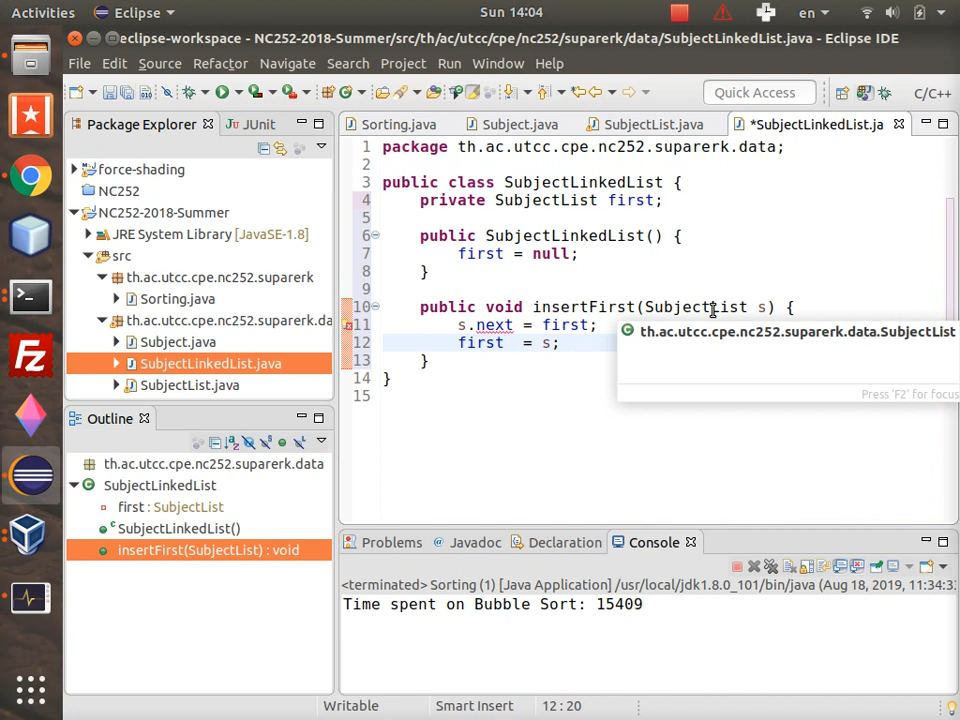 Activities Eclipse Sun 14:04 en
eclipse-workspace - NC252-2018-Summer/src/th/ac/utcc/cpe/nc252/suparerk/data/SubjectLinkedList.java - Eclipse IDE
File Edit Source Refactor Navigate Search Project Run Window Help
Quick Access C/C++
Package Explorer JUnit
force-shading
NC252
NC252-2018-Summer
JRE System Library [JavaSE-1.8]
src
th.ac.utcc.cpe.nc252.suparerk
Sorting.java
th.ac.utcc.cpe.nc252.suparerk.da
Subject.java
SubjectLinkedList.java
SubjectList.java
Outline
th.ac.utcc.cpe.nc252.suparerk.data
SubjectLinkedList
first : SubjectList
SubjectLinkedList()
insertFirst(SubjectList) : void
Sorting.java Subject.java SubjectList.java *SubjectLinkedList.ja
1 package th.ac.utcc.cpe.nc252.suparerk.data;
2
3 public class SubjectLinkedList {
4 private SubjectList first;
5
6 public SubjectLinkedList() {
7 first = null;
8 }
9
10 public void insertFirst(SubjectList s) {
11 s.next = first;
12 first  = s;
13 }
14 }
15
th.ac.utcc.cpe.nc252.suparerk.data.SubjectList
Press 'F2' for focus
Problems @ Javadoc Declaration Console
<terminated> Sorting (1) [Java Application] /usr/local/jdk1.8.0_101/bin/java (Aug 18, 2019, 11:34:3
Time spent on Bubble Sort: 15409
Writable Smart Insert 12 : 20